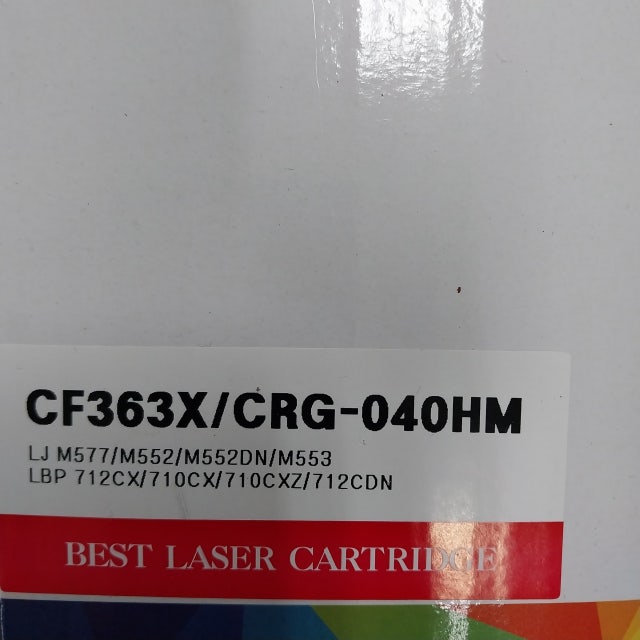 CF363X/CRG-040HM
LJ M577/M552/M552DN/M553
LBP 712CX/710CX/710CXZ/712CDN
BEST LASER CARTRIDGE